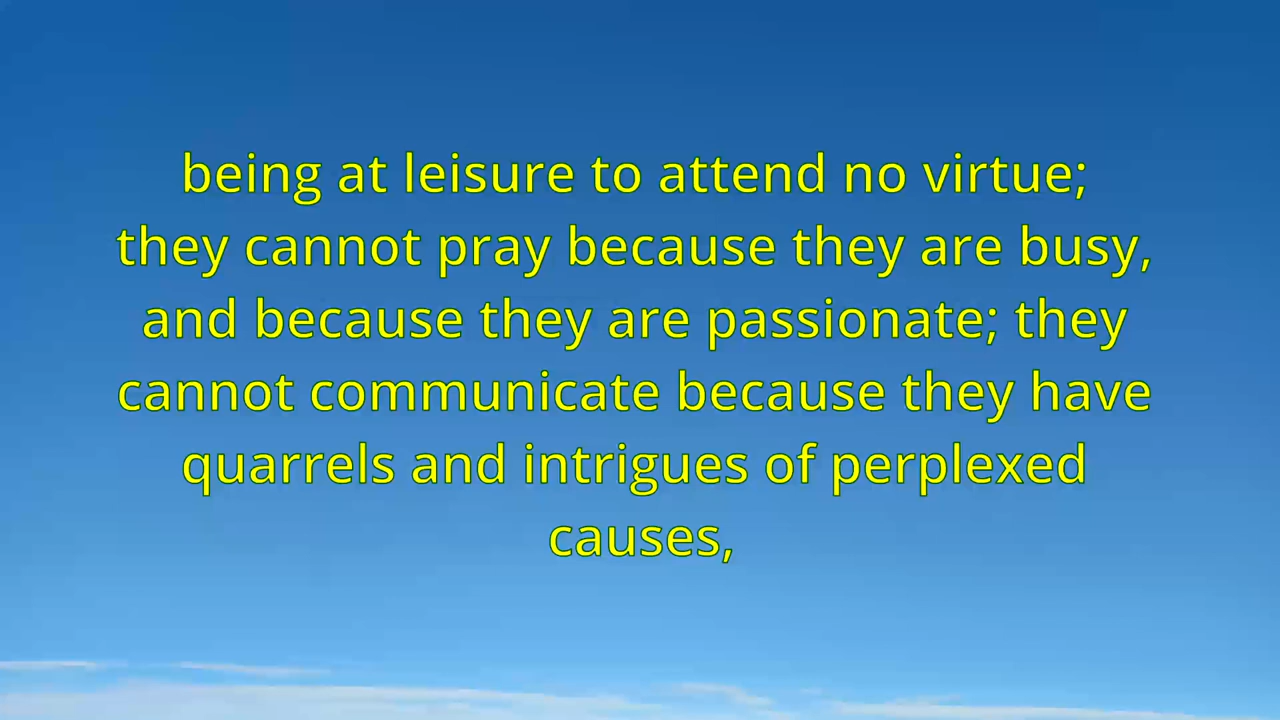 being at leisure to attend no virtue;
they cannot pray because they are busy,
and because they are passionate; they
cannot communicate because they have
quarrels and intrigues of perplexed
causes,